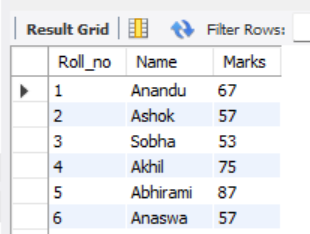 Result Grid Filter Rows:
Roll_no Name Marks
1 Anandu 67
2 Ashok 57
3 Sobha 53
4 Akhil 75
5 Abhirami 87
6 Anaswa 57